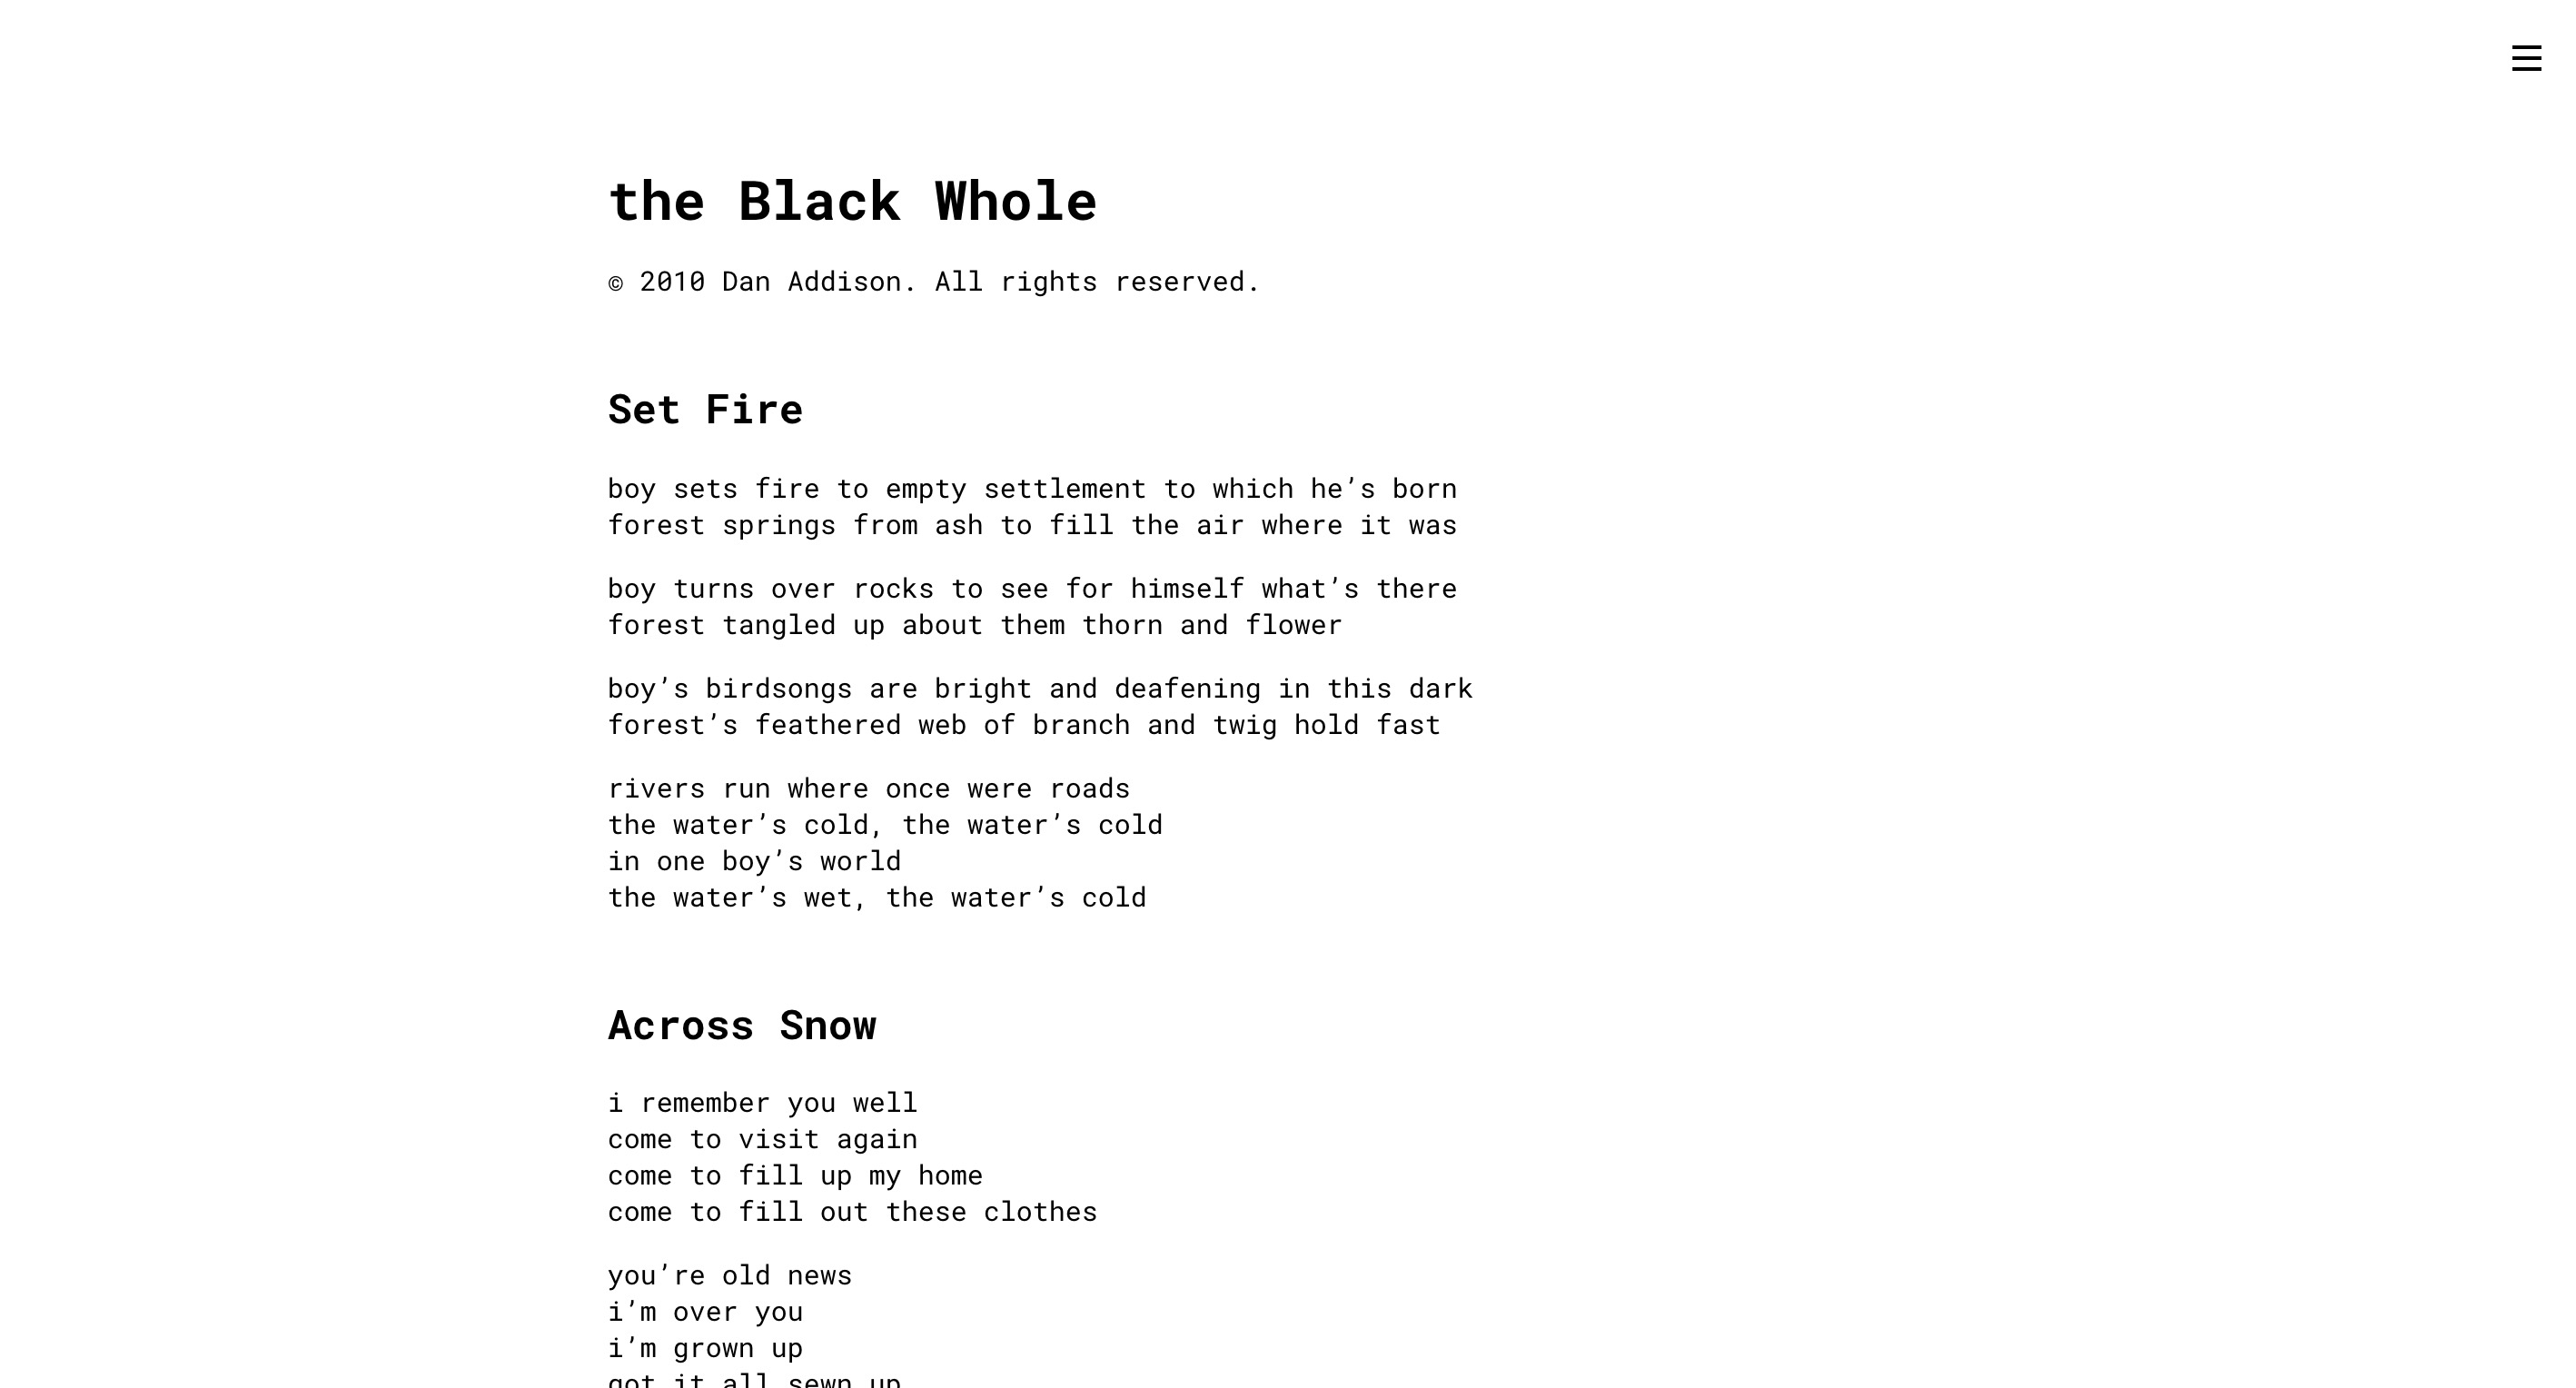 the Black Whole
© 2010 Dan Addison. All rights reserved.
Set Fire
boy sets fire to empty settlement to which he’s born
forest springs from ash to fill the air where it was
boy turns over rocks to see for himself what’s there
forest tangled up about them thorn and flower
boy’s birdsongs are bright and deafening in this dark
forest’s feathered web of branch and twig hold fast
rivers run where once were roads
the water’s cold, the water’s cold
in one boy’s world
the water’s wet, the water’s cold
Across Snow
i remember you well
come to visit again
come to fill up my home
come to fill out these clothes
you’re old news
i’m over you
i’m grown up
got it all sewn up